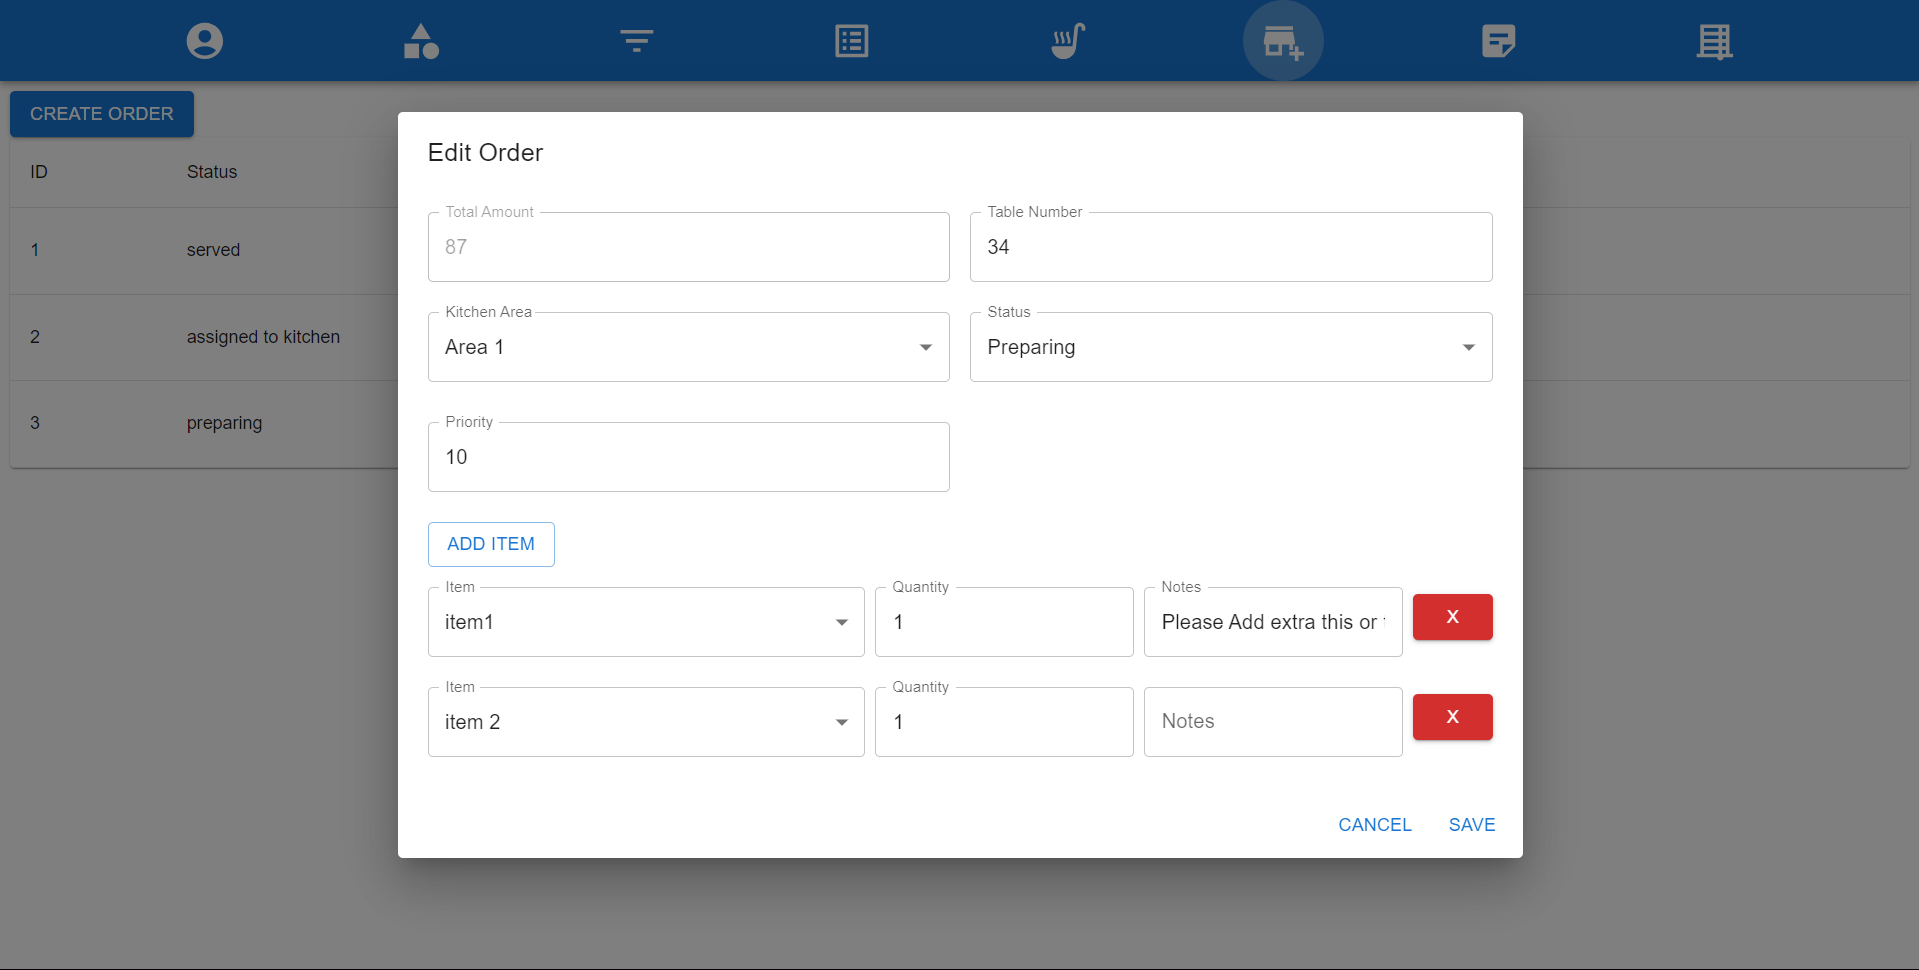 CREATE ORDER
ID Status
1 served
2 assigned to kitchen
3 preparing
Edit Order
Total Amount Table Number
87 34
Kitchen Area Status
Area 1 Preparing
Priority
10
ADD ITEM
Item Quantity Notes
item1 1 Please Add extra this or X
Item Quantity
item 2 1 Notes X
CANCEL SAVE